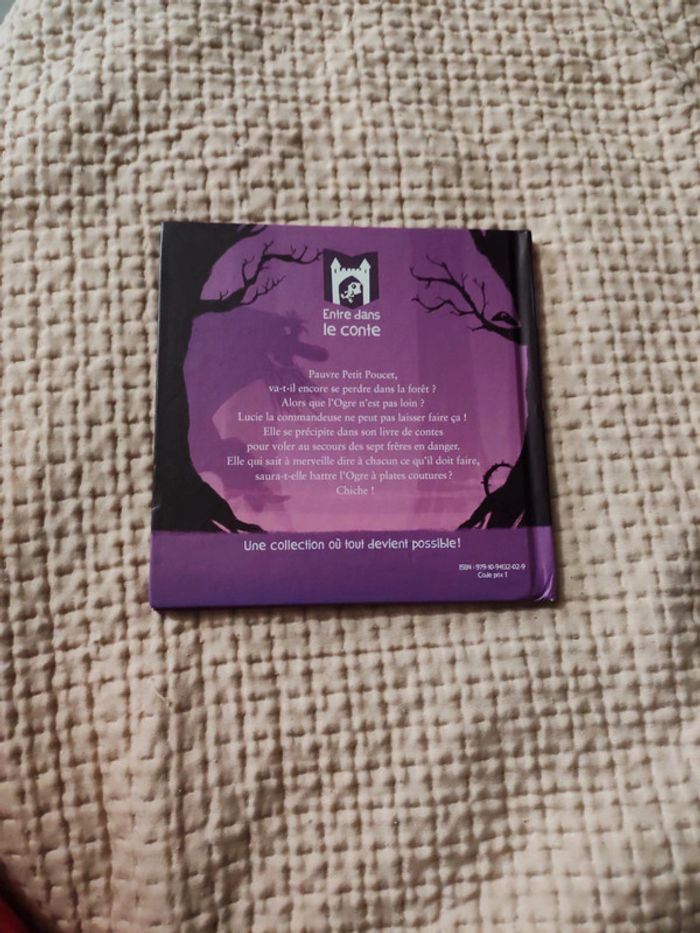 Entre dans
le conte
Pauvre Petit Poucet,
va-t-il encore se perdre dans la forêt ?
Alors que l'Ogre n'est pas loin ?
Lucie la commandeuse ne peut pas laisser faire ça !
Elle se précipite dans son livre de contes
pour voler au secours des sept frères en danger.
Elle qui sait à merveille dire à chacun ce qu'il doit faire,
saura-t-elle battre l'Ogre à plates coutures ?
Chiche !
Une collection où tout devient possible !
ISBN : 979-10-94132-02-9
Code prix 1